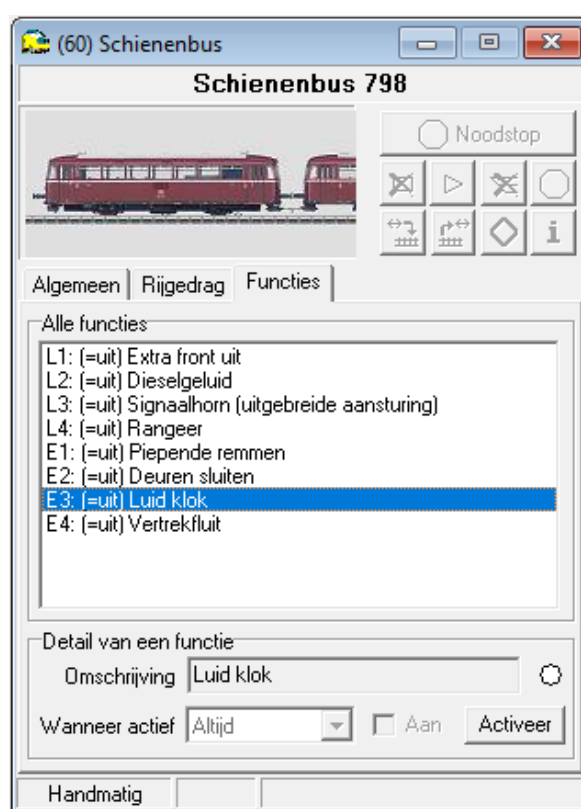 (60) Schienenbus
Schienenbus 798
Noodstop
i
Algemeen Rijgedrag Functies
Alle functies
L1: (=uit) Extra front uit
L2: (=uit) Dieselgeluid
L3: (=uit) Signaalhorn (uitgebreide aansturing)
L4: (=uit) Rangeer
E1: (=uit) Piepende remmen
E2: (=uit) Deuren sluiten
E3: (=uit) Luid klok
E4: (=uit) Vertrekfluit
Detail van een functie
Omschrijving Luid klok
Wanneer actief Altijd Aan Activeer
Handmatig